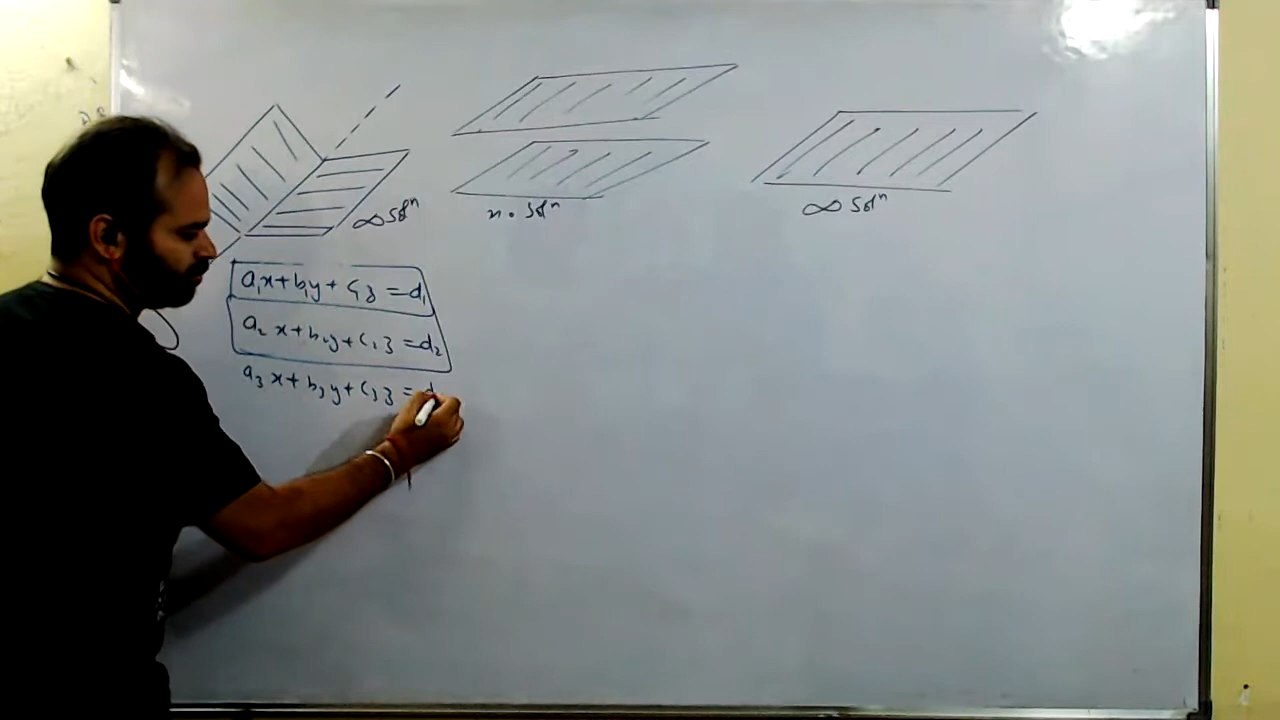 ∞ solⁿ
no solⁿ
∞ solⁿ
a₁x + b₁y + c₁z = d₁
a₂x + b₂y + c₂z = d₂
a₃x + b₃y + c₃z = d